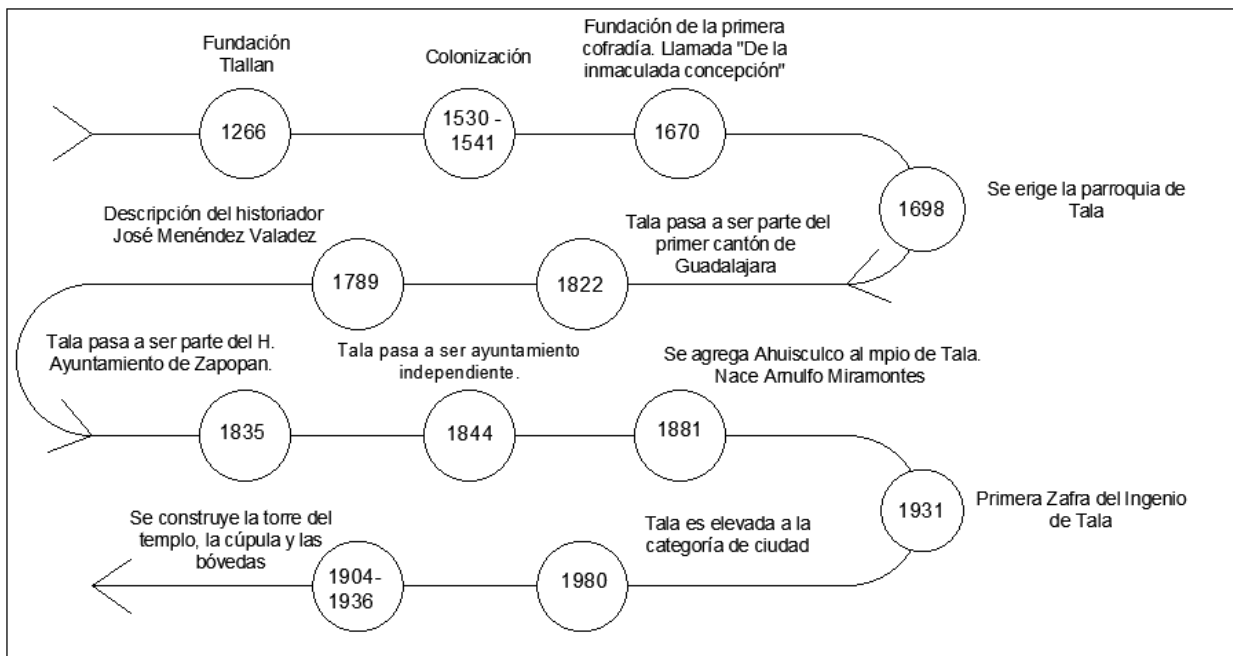 Fundación
Tlallan
1266
Colonización
1530 -
1541
Fundación de la primera
cofradía. Llamada "De la
inmaculada concepción"
1670
Se erige la parroquia de
Tala
1698
Tala pasa a ser parte del
primer cantón de
Guadalajara
1822
Descripción del historiador
José Menéndez Valadez
1789
Tala pasa a ser parte del H.
Ayuntamiento de Zapopan.
1835
Tala pasa a ser ayuntamiento
independiente.
1844
Se agrega Ahuisculco al mpio de Tala.
Nace Arnulfo Miramontes
1881
Primera Zafra del Ingenio
de Tala
1931
Tala es elevada a la
categoría de ciudad
1980
Se construye la torre del
templo, la cúpula y las
bóvedas
1904-
1936